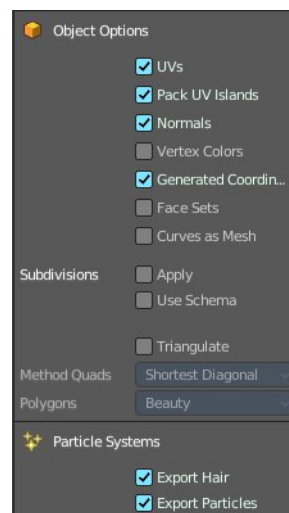 Object Options
UVs
Pack UV Islands
Normals
Vertex Colors
Generated Coordin...
Face Sets
Curves as Mesh
Subdivisions Apply
Use Schema
Triangulate
Method Quads Shortest Diagonal
Polygons Beauty
Particle Systems
Export Hair
Export Particles